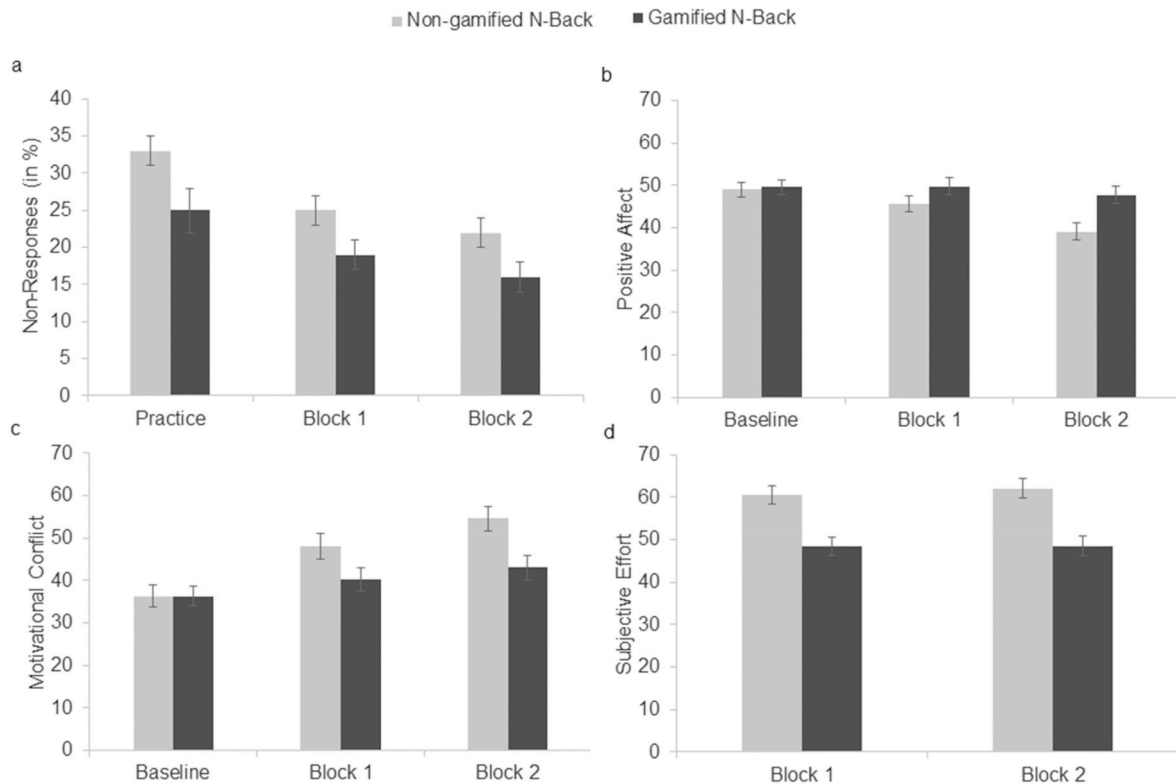 Non-gamified N-Back Gamified N-Back
a
Non-Responses (in %)
40
35
30
25
20
15
10
5
0
Practice Block 1 Block 2
b
Positive Affect
70
60
50
40
30
20
10
0
Baseline Block 1 Block 2
c
Motivational Conflict
70
60
50
40
30
20
10
0
Baseline Block 1 Block 2
d
Subjective Effort
70
60
50
40
30
20
10
0
Block 1 Block 2